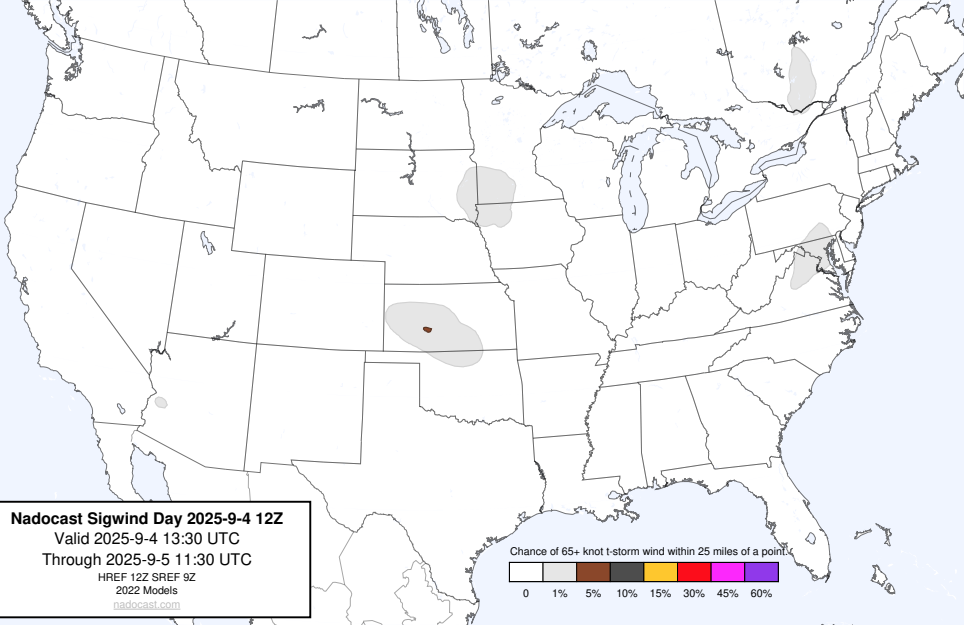 Nadocast Sigwind Day 2025-9-4 12Z
Valid 2025-9-4 13:30 UTC
Through 2025-9-5 11:30 UTC
HREF 12Z SREF 9Z
2022 Models
nadocast.com
Chance of 65+ knot t-storm wind within 25 miles of a point.
0 1% 5% 10% 15% 30% 45% 60%